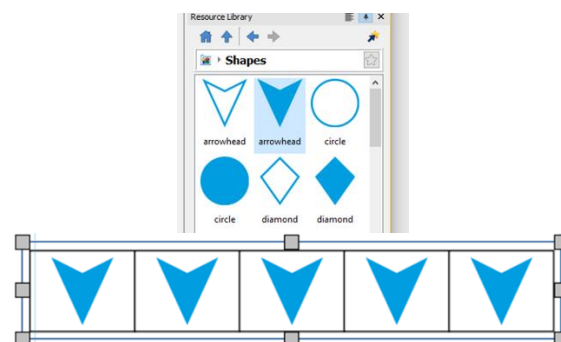 Resource Library
Shapes
arrowhead arrowhead circle
circle diamond diamond